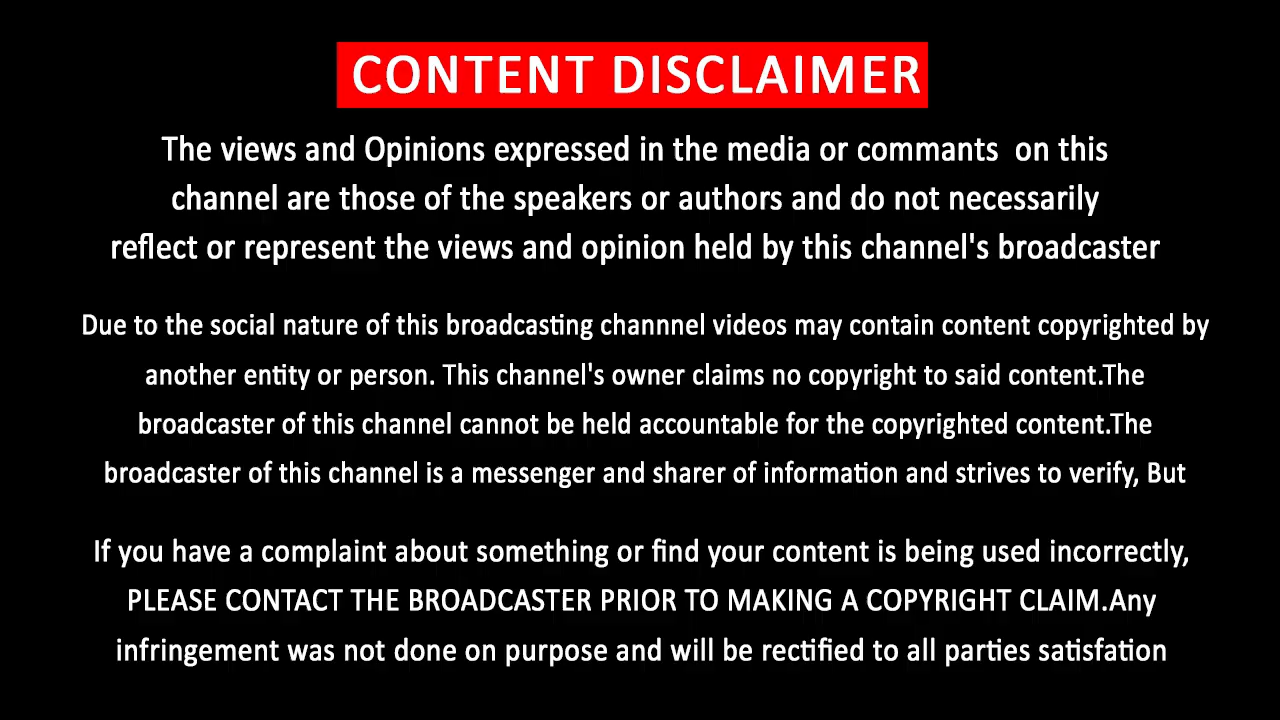 CONTENT DISCLAIMER
The views and Opinions expressed in the media or commants on this
channel are those of the speakers or authors and do not necessarily
reflect or represent the views and opinion held by this channel's broadcaster
Due to the social nature of this broadcasting channnel videos may contain content copyrighted by
another entity or person. This channel's owner claims no copyright to said content.The
broadcaster of this channel cannot be held accountable for the copyrighted content.The
broadcaster of this channel is a messenger and sharer of information and strives to verify, But
If you have a complaint about something or find your content is being used incorrectly,
PLEASE CONTACT THE BROADCASTER PRIOR TO MAKING A COPYRIGHT CLAIM.Any
infringement was not done on purpose and will be rectified to all parties satisfation